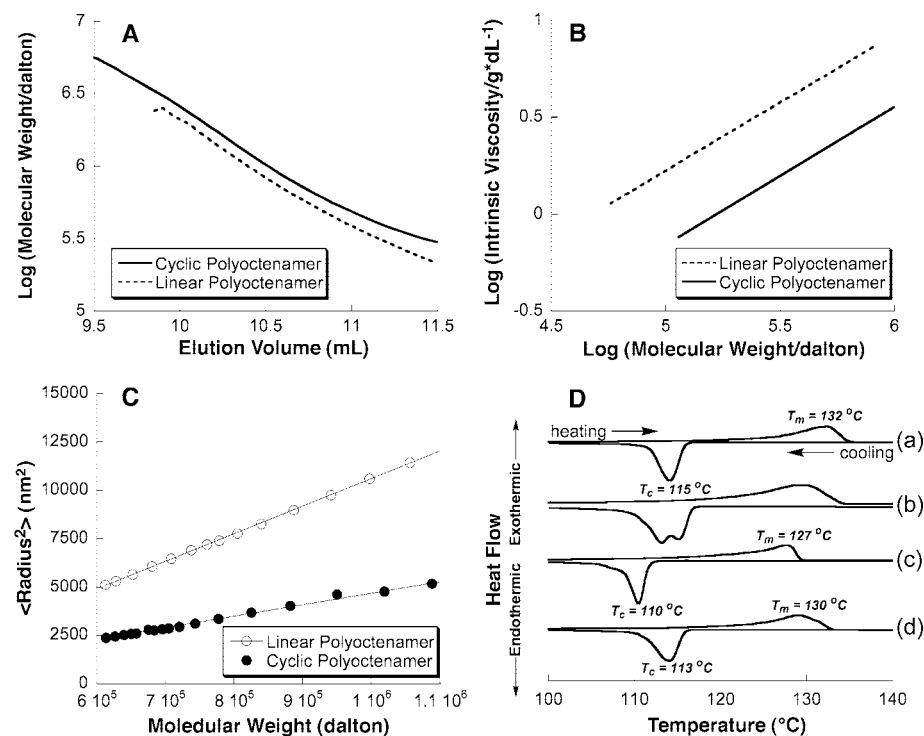 A
Log (Molecular Weight/dalton)
7
6.5
6
5.5
5
Cyclic Polyoctenamer
Linear Polyoctenamer
9.5 10 10.5 11 11.5
Elution Volume (mL)
B
Log (Intrinsic Viscosity/g*dL-1)
1
0.5
0
-0.5
Linear Polyoctenamer
Cyclic Polyoctenamer
4.5 5 5.5 6
Log (Molecular Weight/dalton)
C
<Radius²> (nm²)
15000
12500
10000
7500
5000
2500
0
Linear Polyoctenamer
Cyclic Polyoctenamer
6 10⁵ 7 10⁵ 8 10⁵ 9 10⁵ 1 10⁶ 1.1 10⁶
Moledular Weight (dalton)
D
Heat Flow
Exothermic
Endothermic
heating
Tm = 132 °C
(a)
cooling
Tc = 115 °C
(b)
Tm = 127 °C
(c)
Tc = 110 °C
Tm = 130 °C
(d)
Tc = 113 °C
100 110 120 130 140
Temperature (°C)